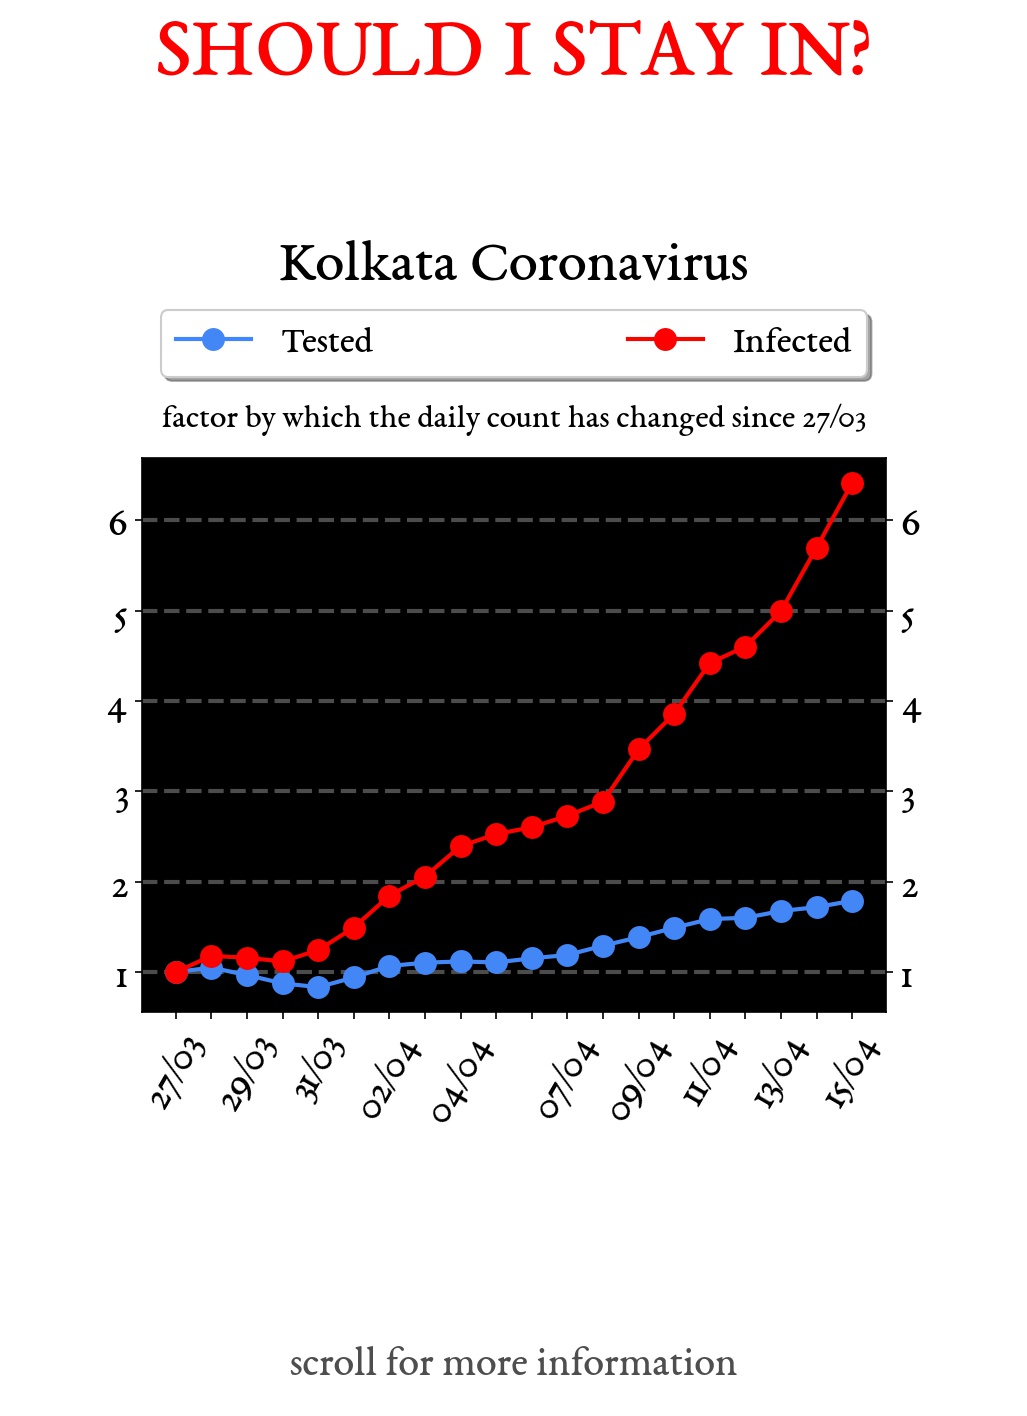 SHOULD I STAY IN?
Kolkata Coronavirus
Tested Infected
factor by which the daily count has changed since 27/03
6 6
5 5
4 4
3 3
2 2
1 1
27/03 29/03 31/03 02/04 04/04 07/04 09/04 11/04 13/04 15/04
scroll for more information